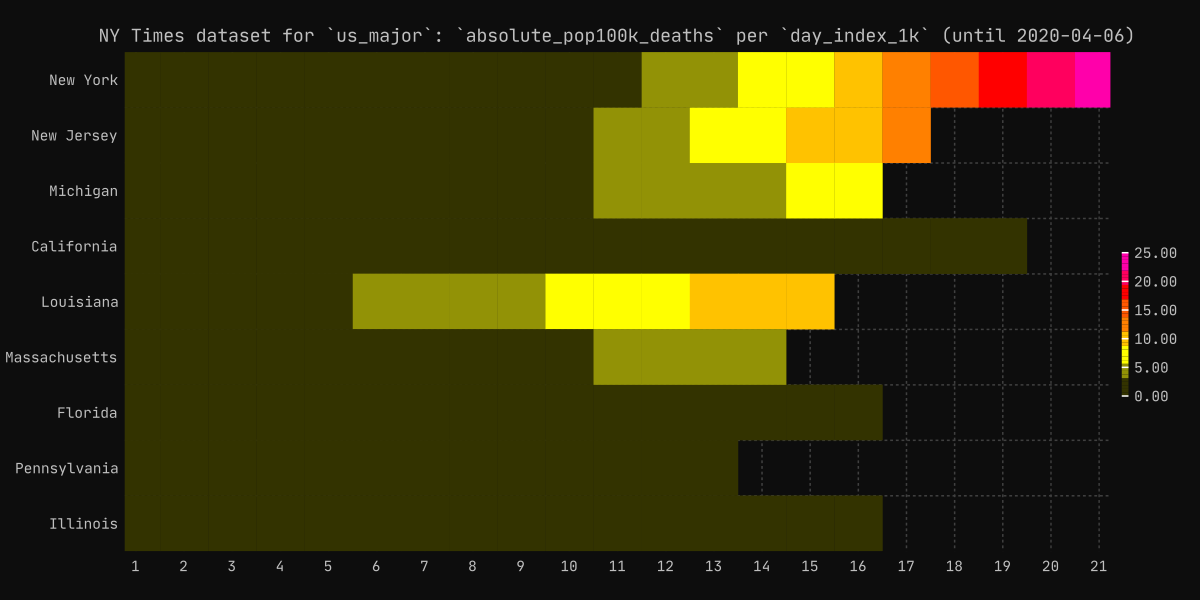 NY Times dataset for `us_major`: `absolute_pop100k_deaths` per `day_index_1k` (until 2020-04-06)
New York
New Jersey
Michigan
California
Louisiana
Massachusetts
Florida
Pennsylvania
Illinois
25.00
20.00
15.00
10.00
5.00
0.00
1 2 3 4 5 6 7 8 9 10 11 12 13 14 15 16 17 18 19 20 21